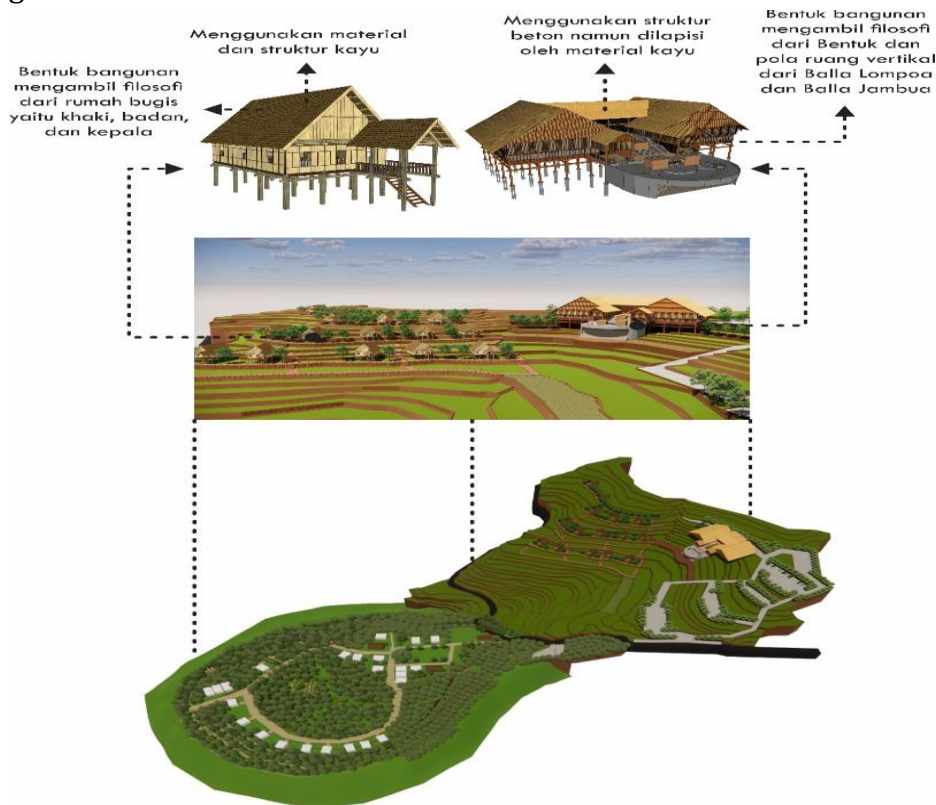 g
Menggunakan material
dan struktur kayu
Menggunakan struktur
beton namun dilapisi
oleh material kayu
Bentuk bangunan
mengambil filosofi
dari Bentuk dan
pola ruang vertikal
dari Balla Lompoa
dan Balla Jambua
Bentuk bangunan
mengambil filosofi
dari rumah bugis
yaitu khaki, badan,
dan kepala